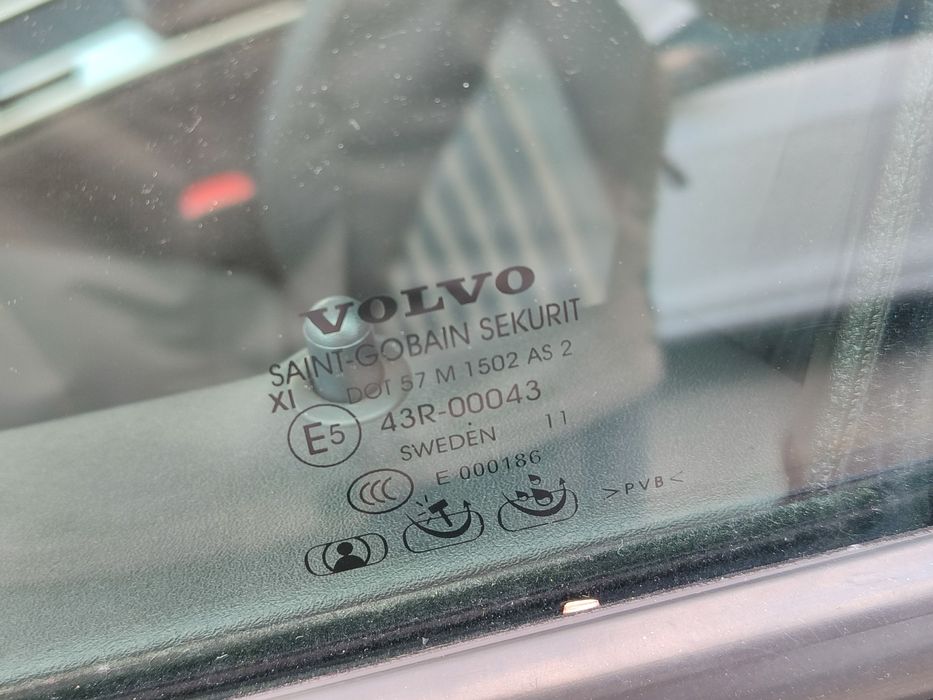 VOLVO
SAINT-GOBAIN SEKURIT
XI DOT 57 M 1502 AS 2
E5 43R-00043
SWEDEN 11
CCC E 000186
>PVB<